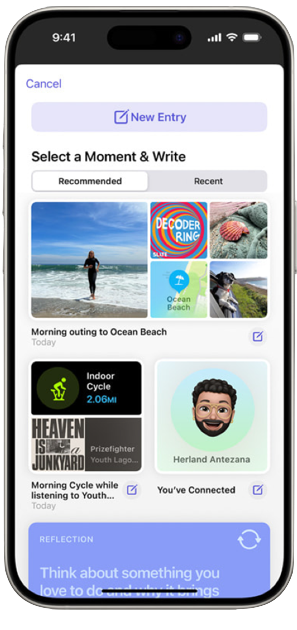 9:41
Cancel
New Entry
Select a Moment & Write
Recommended
Recent
DECODER
RING
SLATE
Ocean
Beach
Morning outing to Ocean Beach
Today
Indoor
Cycle
2.06MI
HEAVEN
IS a
JUNKYARD
Prizefighter
Youth Lago...
Herland Antezana
Morning Cycle while
listening to Youth...
Today
You've Connected
REFLECTION
Think about something you
love to do and why it brings